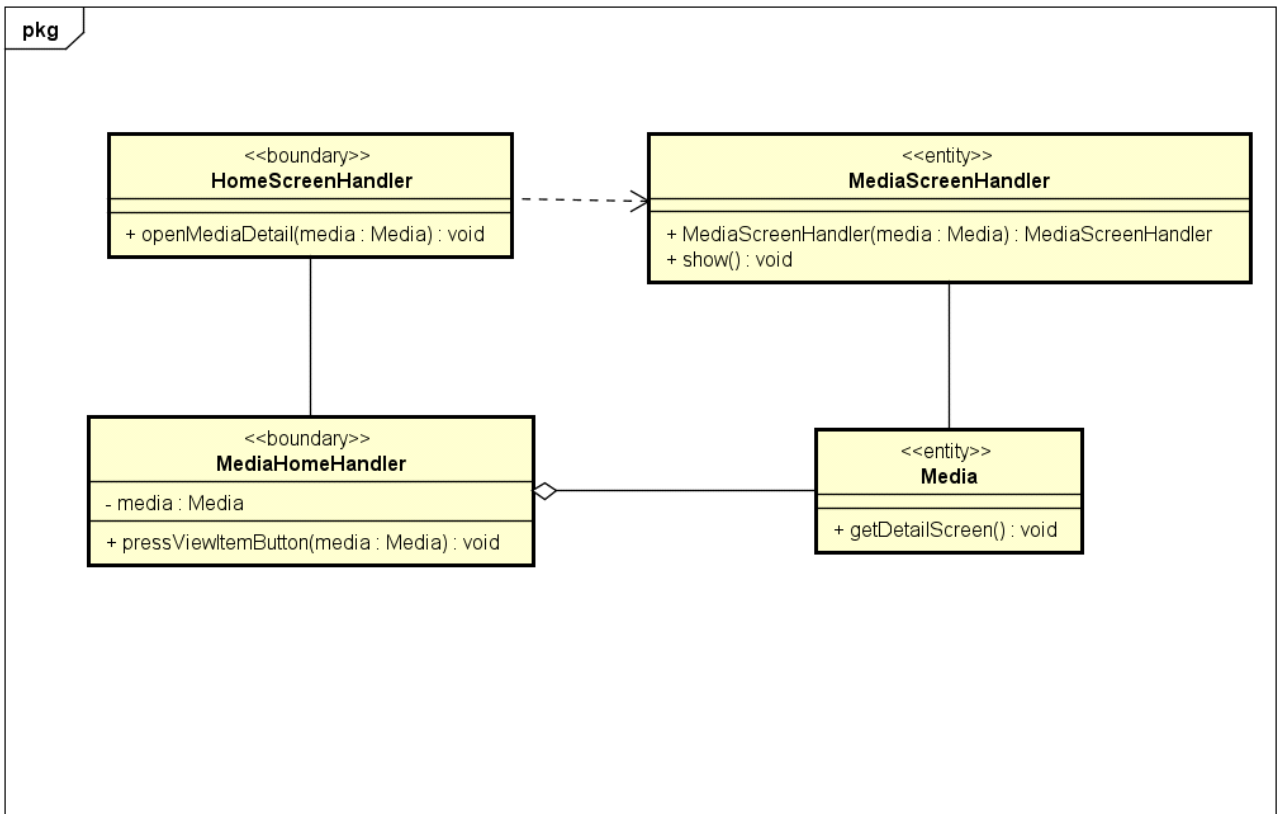 pkg
<<boundary>>
HomeScreenHandler
+ openMediaDetail(media : Media) : void
<<entity>>
MediaScreenHandler
+ MediaScreenHandler(media : Media) : MediaScreenHandler
+ show() : void
<<boundary>>
MediaHomeHandler
- media : Media
+ pressViewItemButton(media : Media) : void
<<entity>>
Media
+ getDetailScreen() : void